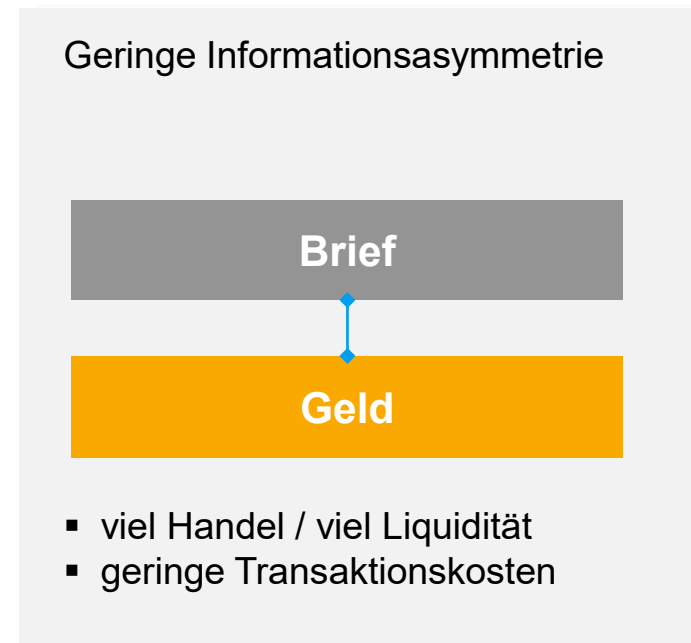 Geringe Informationsasymmetrie
Brief
Geld
▪ viel Handel / viel Liquidität
▪ geringe Transaktionskosten